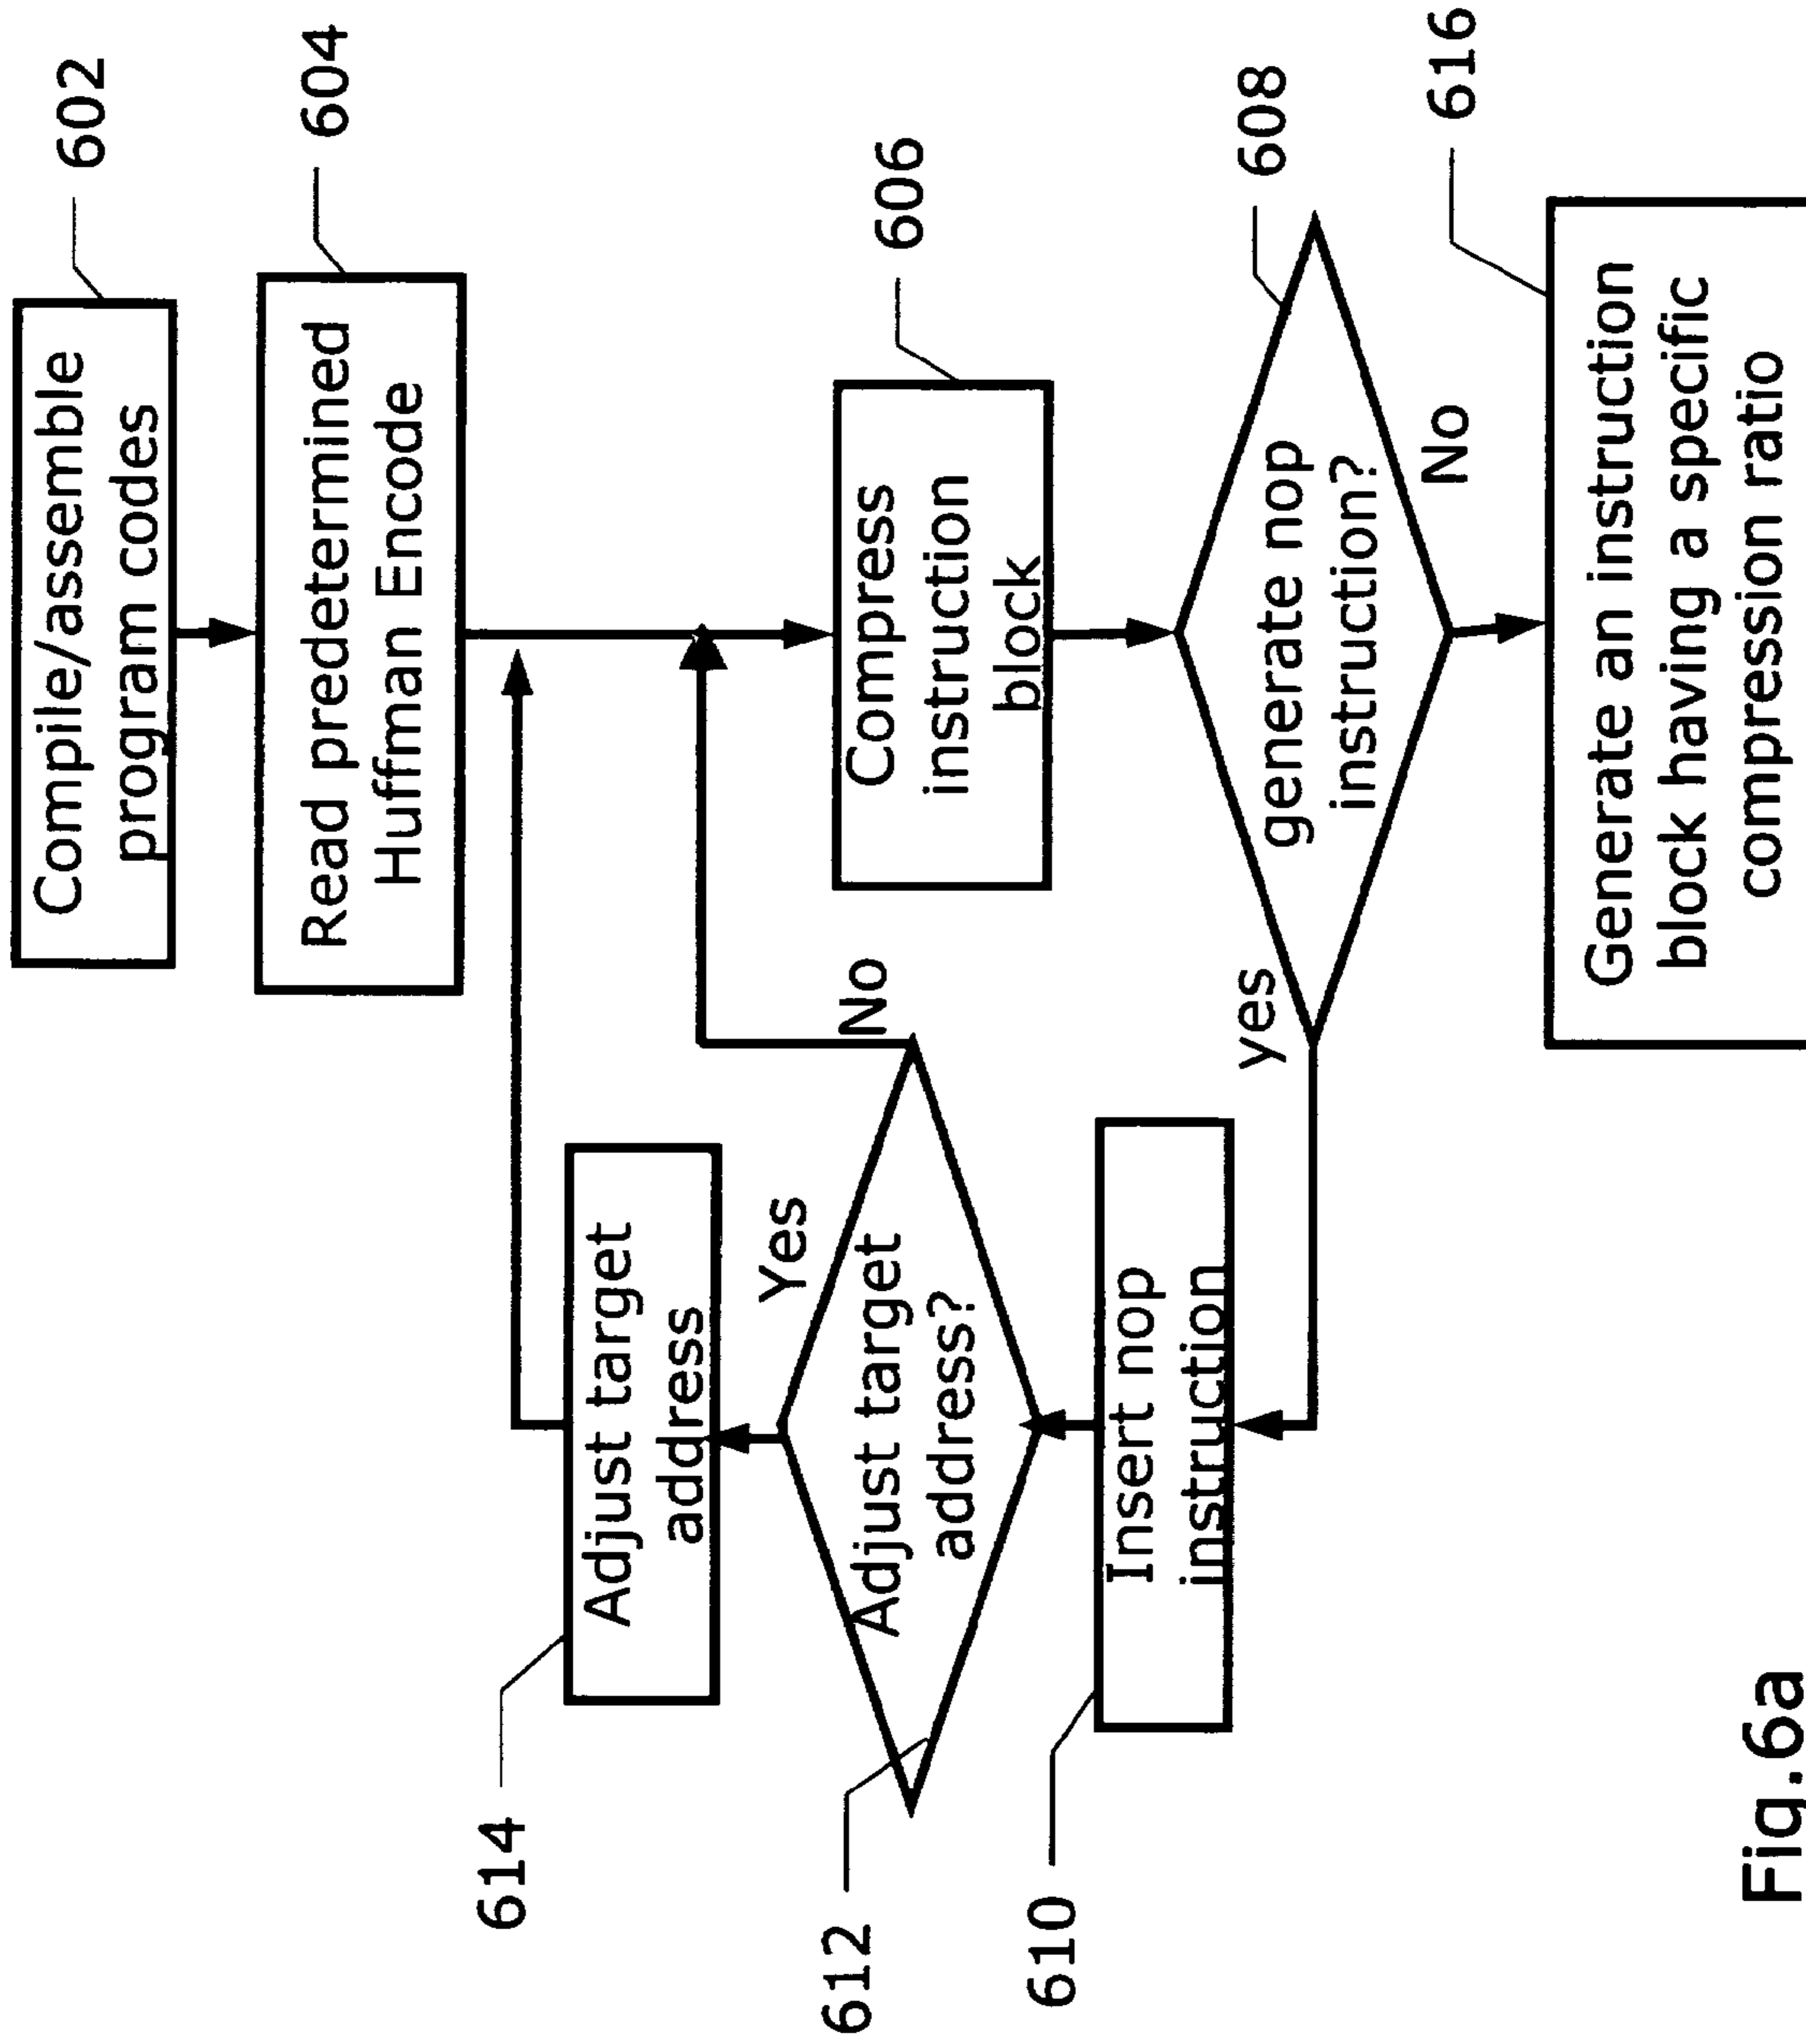 Compile/assemble
program codes
602
Read predetermined
Huffman Encode
604
Compress
instruction
block
606
generate nop
instruction?
608
yes
No
Insert nop
instruction
610
Adjust target
address?
612
Yes
No
Adjust target
address
614
Generate an instruction
block having a specific
compression ratio
616
Fig.6a